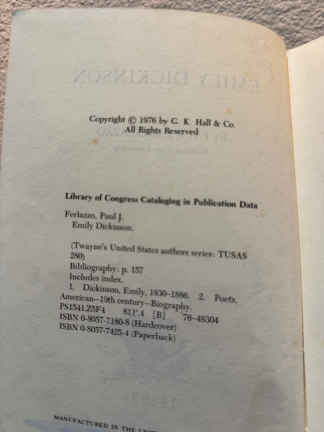 Copyright © 1976 by G. K. Hall & Co.
All Rights Reserved
Library of Congress Cataloging in Publication Data
Ferlazzo, Paul J.
Emily Dickinson.
(Twayne's United States authors series: TUSAS
280)
Bibliography: p. 157
Includes index.
1. Dickinson, Emily, 1830-1886. 2. Poets,
American—19th century—Biography.
PS1541.Z5F4 811'.4 [B] 76-48304
ISBN 0-8057-7180-8 (Hardcover)
ISBN 0-8057-7425-4 (Paperback)
MANUFACTURED IN THE